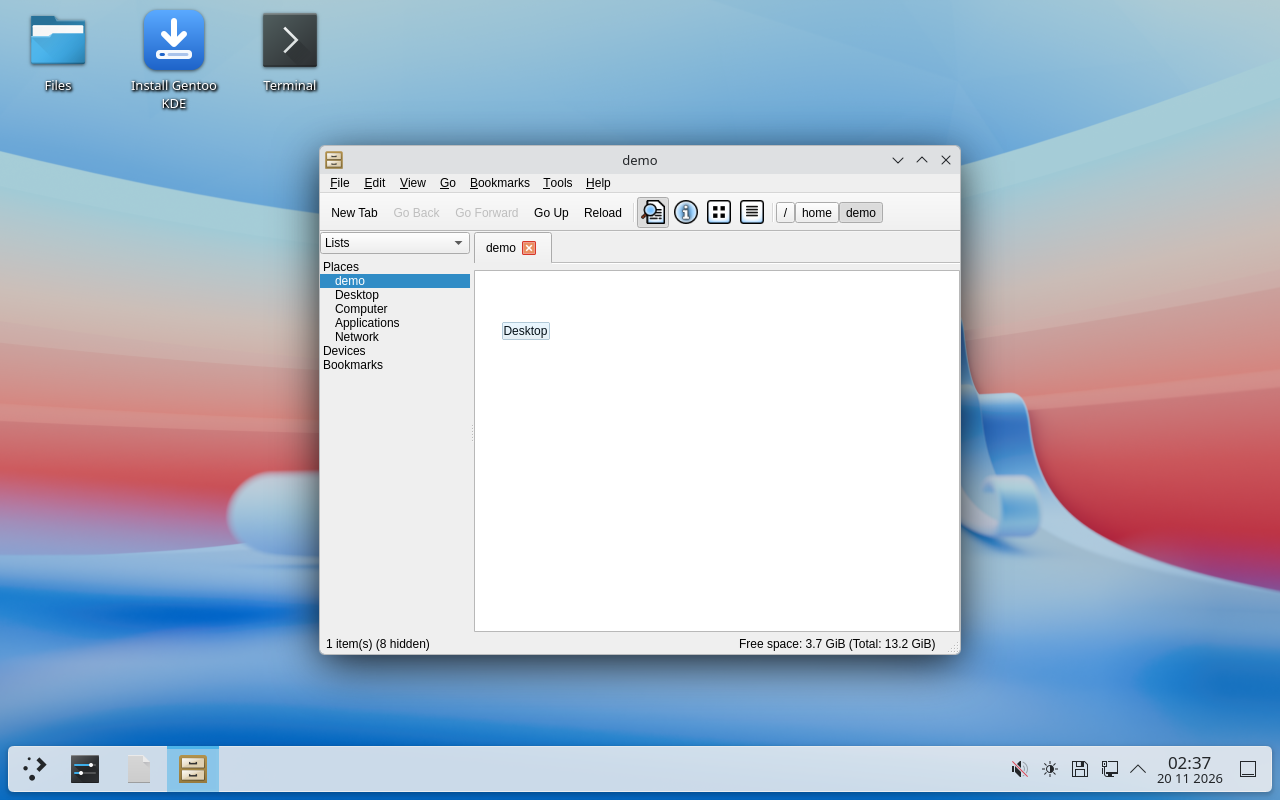 Files
Install Gentoo
KDE
Terminal
demo
File Edit View Go Bookmarks Tools Help
New Tab Go Back Go Forward Go Up Reload / home demo
Lists
demo
Places
demo
Desktop
Computer
Applications
Network
Devices
Bookmarks
Desktop
1 item(s) (8 hidden) Free space: 3.7 GiB (Total: 13.2 GiB)
02:37
20 11 2026